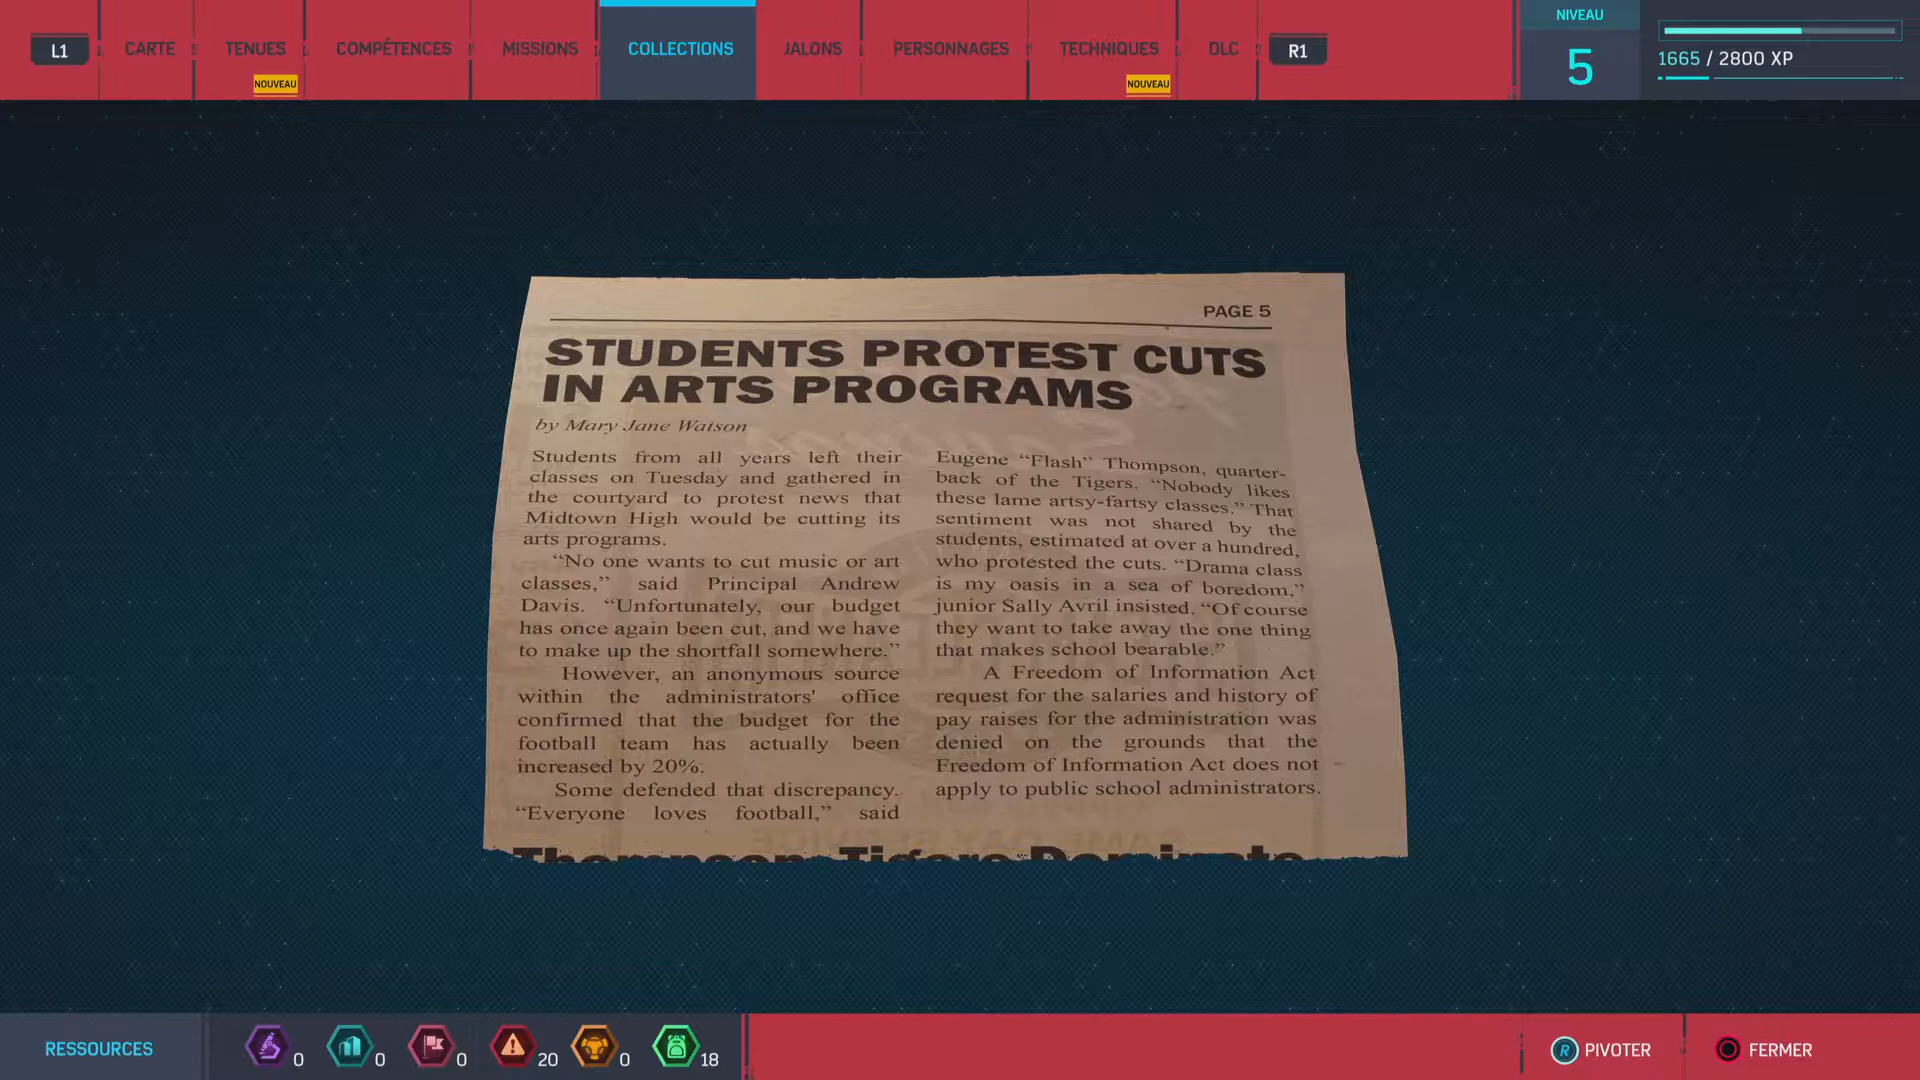 L1 CARTE TENUES COMPÉTENCES MISSIONS COLLECTIONS JALONS PERSONNAGES TECHNIQUES DLC R1
NOUVEAU NOUVEAU
NIVEAU
5
1665 / 2800 XP
PAGE 5
STUDENTS PROTEST CUTS
IN ARTS PROGRAMS
by Mary Jane Watson
Students from all years left their
classes on Tuesday and gathered in
the courtyard to protest news that
Midtown High would be cutting its
arts programs.
“No one wants to cut music or art
classes,” said Principal Andrew
Davis. “Unfortunately, our budget
has once again been cut, and we have
to make up the shortfall somewhere.”
However, an anonymous source
within the administrators' office
confirmed that the budget for the
football team has actually been
increased by 20%.
Some defended that discrepancy.
“Everyone loves football,” said
Eugene “Flash” Thompson, quarter-
back of the Tigers. “Nobody likes
these lame artsy-fartsy classes.” That
sentiment was not shared by the
students, estimated at over a hundred,
who protested the cuts. “Drama class
is my oasis in a sea of boredom,”
junior Sally Avril insisted. “Of course
they want to take away the one thing
that makes school bearable.”
A Freedom of Information Act
request for the salaries and history of
pay raises for the administration was
denied on the grounds that the
Freedom of Information Act does not
apply to public school administrators.
Thompson, Tigers Dominate
RESSOURCES 0 0 0 20 0 18
R PIVOTER FERMER